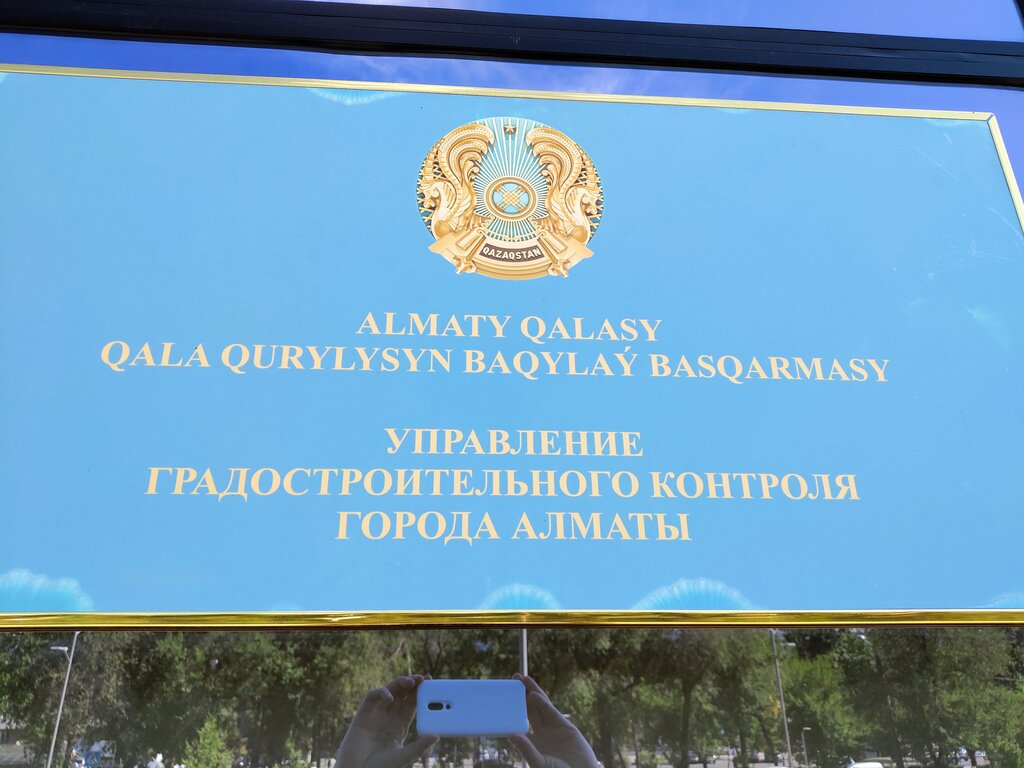 QAZAQSTAN
ALMATY QALASY
QALA QURYLYSYN BAQYLAÝ BASQARMASY
УПРАВЛЕНИЕ
ГРАДОСТРОИТЕЛЬНОГО КОНТРОЛЯ
ГОРОДА АЛМАТЫ